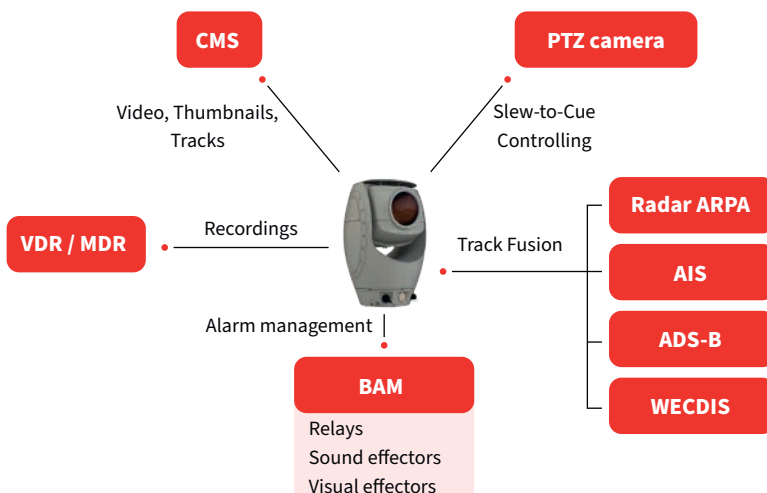 CMS
PTZ camera
Video, Thumbnails,
Tracks
Slew-to-Cue
Controlling
VDR / MDR
Recordings
Track Fusion
Radar ARPA
AIS
ADS-B
WECDIS
Alarm management
BAM
Relays
Sound effectors
Visual effectors